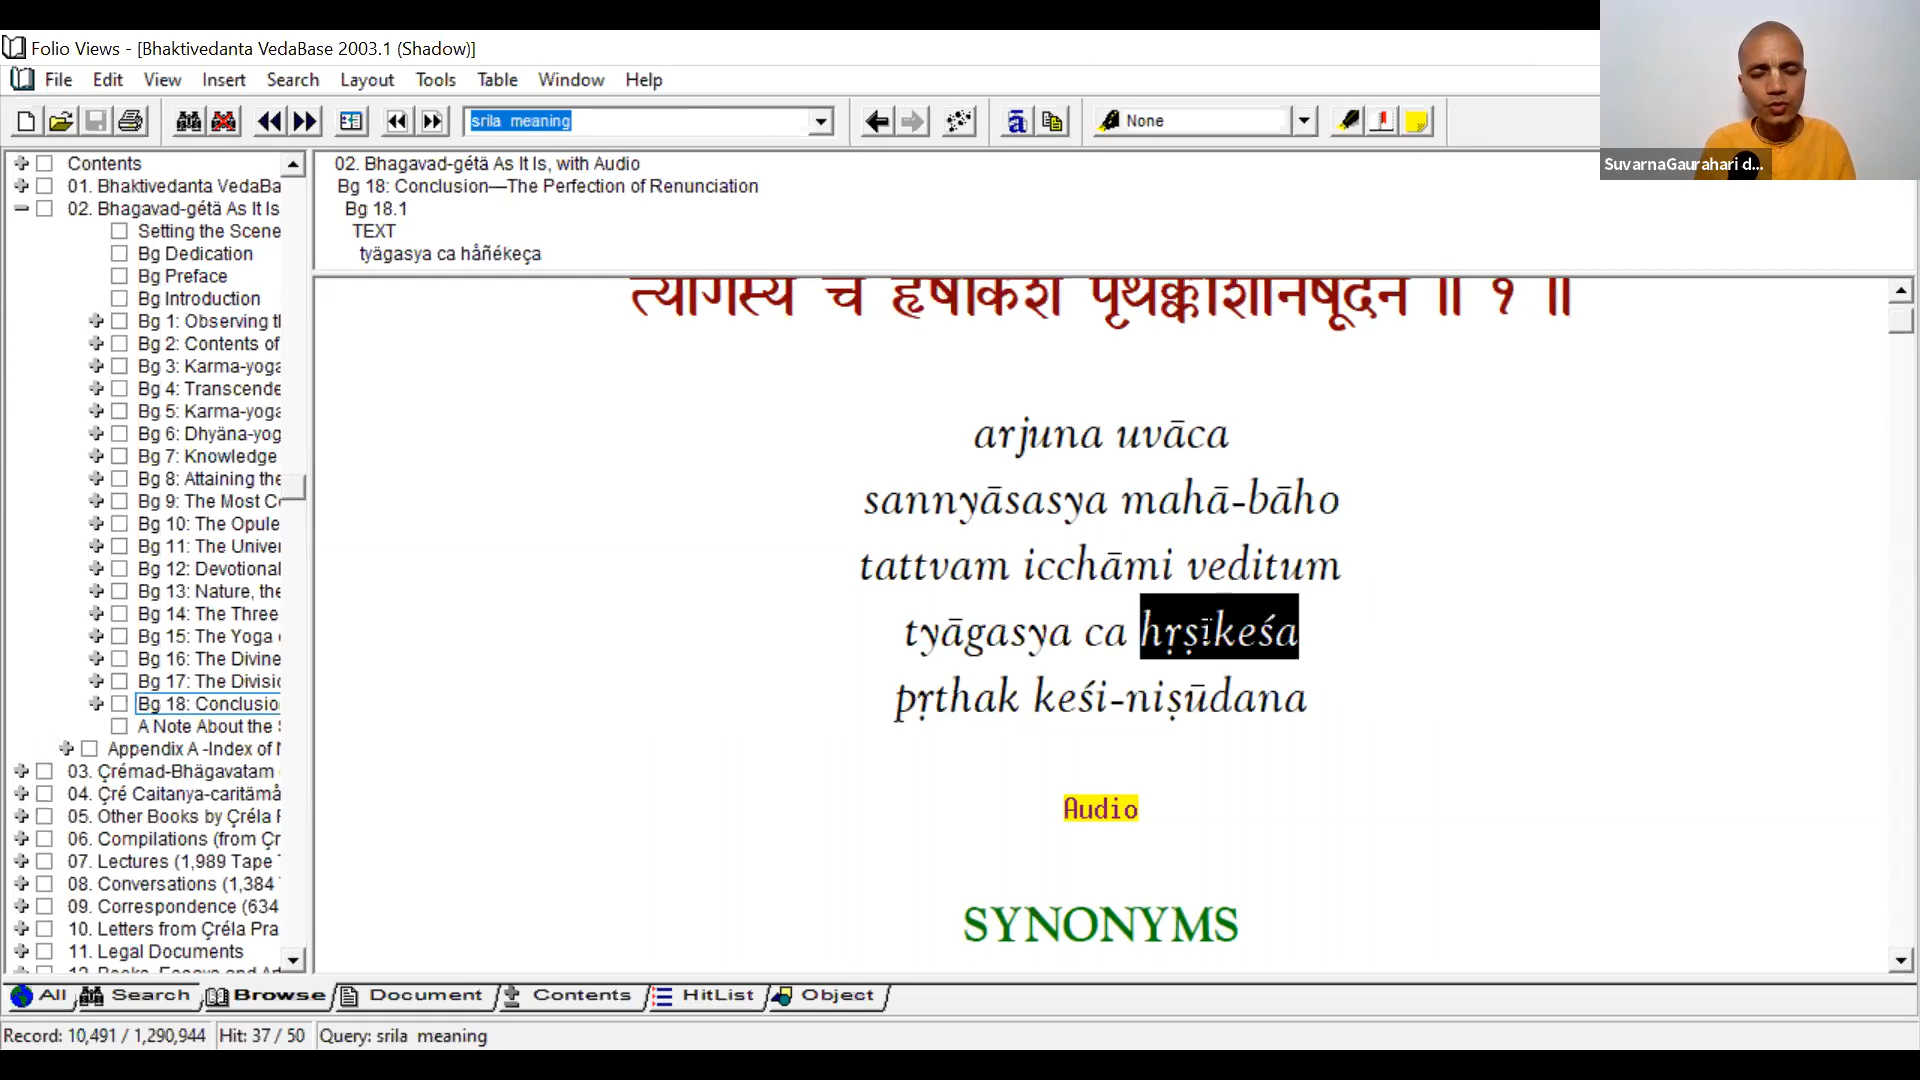 Folio Views - [Bhaktivedanta VedaBase 2003.1 (Shadow)]
File Edit View Insert Search Layout Tools Table Window Help
srila meaning
None
SuvarnaGaurahari d...
Contents
01. Bhaktivedanta VedaBa
02. Bhagavad-gétä As It Is
Setting the Scene
Bg Dedication
Bg Preface
Bg Introduction
Bg 1: Observing tl
Bg 2: Contents of
Bg 3: Karma-yoga
Bg 4: Transcende
Bg 5: Karma-yoga
Bg 6: Dhyäna-yog
Bg 7: Knowledge
Bg 8: Attaining the
Bg 9: The Most Co
Bg 10: The Opule
Bg 11: The Univer
Bg 12: Devotional
Bg 13: Nature, the
Bg 14: The Three
Bg 15: The Yoga
Bg 16: The Divine
Bg 17: The Divisic
Bg 18: Conclusio
A Note About the
Appendix A -Index of
03. Çrémad-Bhägavatam
04. Çré Caitanya-caritämå
05. Other Books by Çréla P
06. Compilations (from Çr
07. Lectures (1,989 Tape
08. Conversations (1,384
09. Correspondence (634
10. Letters from Çréla Pra
11. Legal Documents
02. Bhagavad-gétä As It Is, with Audio
Bg 18: Conclusion—The Perfection of Renunciation
Bg 18.1
TEXT
tyägasya ca håñékeça
त्यागस्य च हृषीकेश पृथक्केशिनिषूदन ॥ १ ॥
arjuna uvāca
sannyāsasya mahā-bāho
tattvam icchāmi veditum
tyāgasya ca hṛṣīkeśa
pṛthak keśi-niṣūdana
Audio
SYNONYMS
All Search Browse Document Contents HitList Object
Record: 10,491 / 1,290,944 Hit: 37 / 50 Query: srila meaning